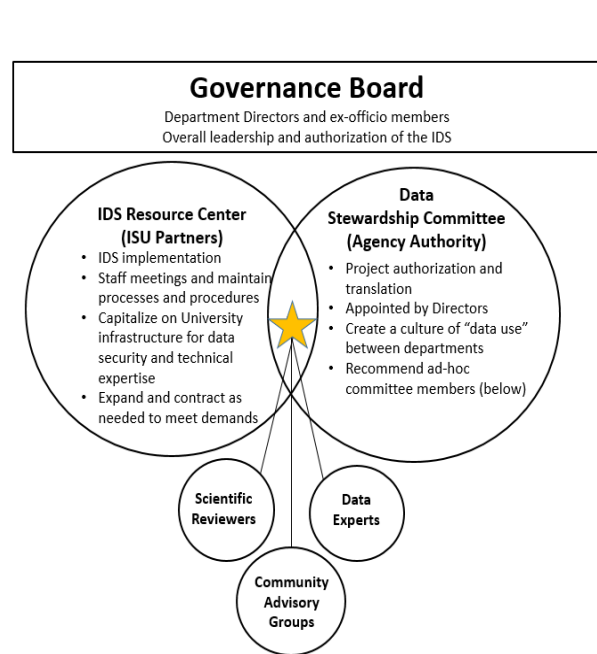 Governance Board
Department Directors and ex-officio members
Overall leadership and authorization of the IDS
IDS Resource Center
(ISU Partners)
• IDS implementation
• Staff meetings and maintain
processes and procedures
• Capitalize on University
infrastructure for data
security and technical
expertise
• Expand and contract as
needed to meet demands
Data
Stewardship Committee
(Agency Authority)
• Project authorization and
translation
• Appointed by Directors
• Create a culture of “data use”
between departments
• Recommend ad-hoc
committee members (below)
Scientific
Reviewers
Data
Experts
Community
Advisory
Groups